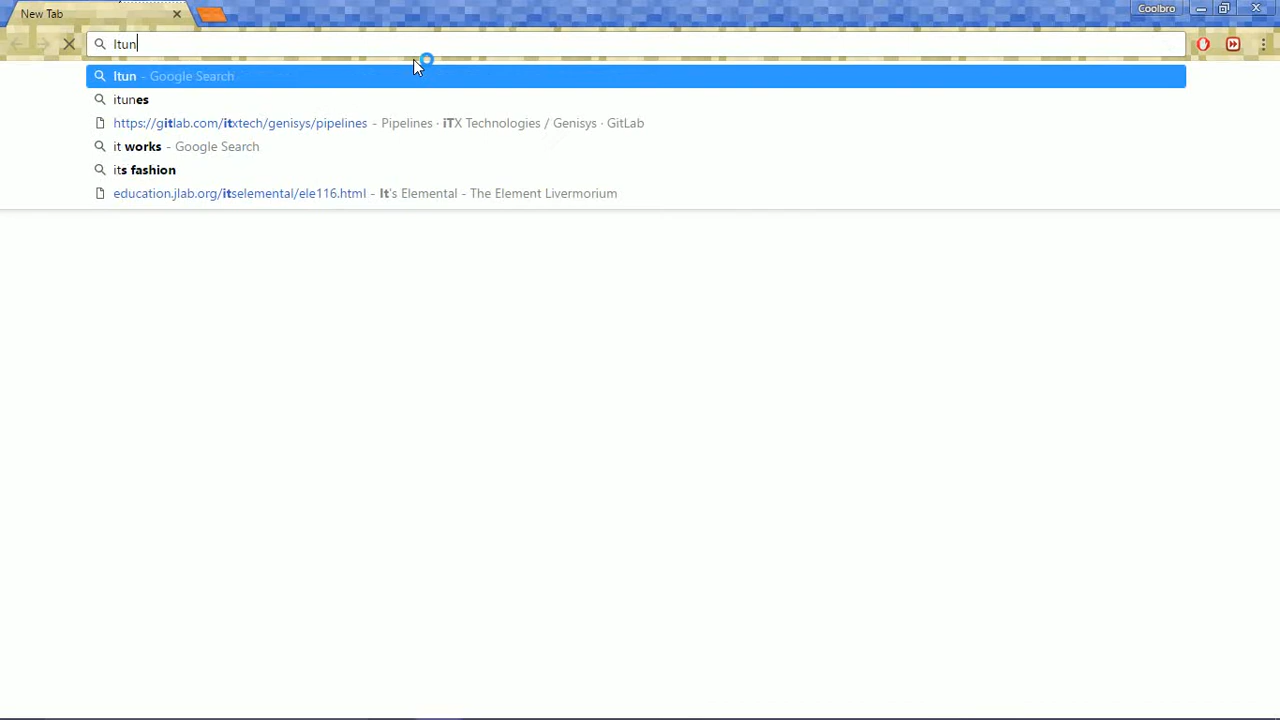 New Tab
Coolbro
Itun
Itun - Google Search
itunes
https://gitlab.com/itxtech/genisys/pipelines - Pipelines · iTX Technologies / Genisys · GitLab
it works - Google Search
its fashion
education.jlab.org/itselemental/ele116.html - It's Elemental - The Element Livermorium